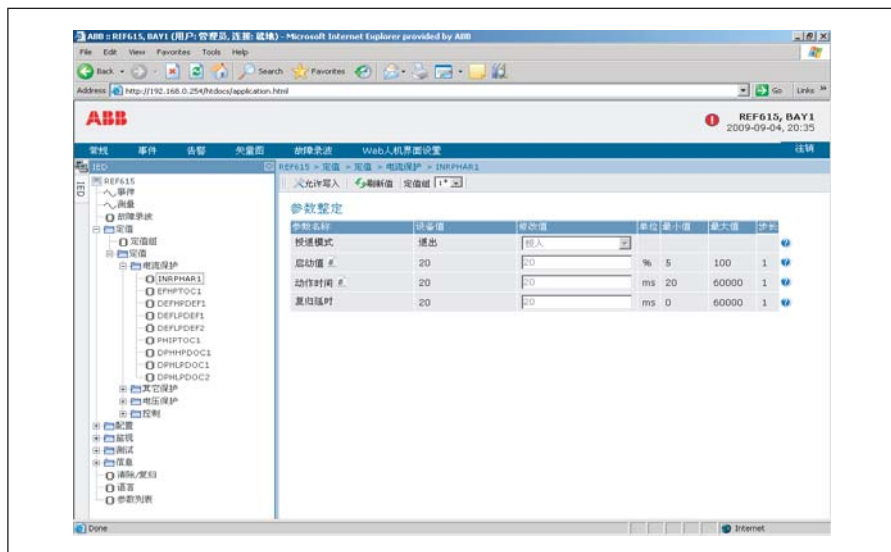 ABB :: REF615, BAY1 (用户: 管理员, 连接: 就地) - Microsoft Internet Explorer provided by ABB
File Edit View Favorites Tools Help
Back Search Favorites
Address http://192.168.0.254/htdocs/application.html Go Links »
ABB
REF615, BAY1
2009-09-04, 20:35
常规 事件 告警 矢量图 故障录波 Web人机界面设置 注销
IED
IED
REF615 > 定值 > 定值 > 电流保护 > INRPHAR1
允许写入 刷新值 定值组 1*
REF615
事件
测量
故障录波
定值
定值组
定值
电流保护
INRPHAR1
EFHPTOC1
DEFHPDEF1
DEFLPDEF1
DEFLPDEF2
PHIPTOC1
DPHHPDOC1
DPHLPDOC1
DPHLPDOC2
其它保护
电压保护
控制
配置
监视
测试
信息
清除/复归
语言
参数列表
参数整定
参数名称 设备值 修改值 单位 最小值 最大值 步长
投退模式 退出 投入
启动值 20 20 % 5 100 1
动作时间 20 20 ms 20 60000 1
复归延时 20 20 ms 0 60000 1
Done Internet